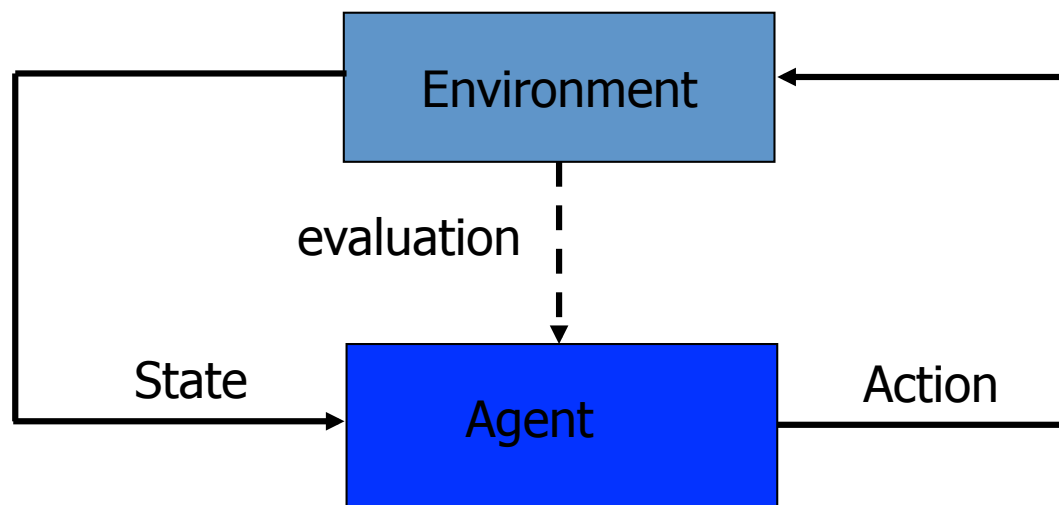 Environment
evaluation
State
Action
Agent